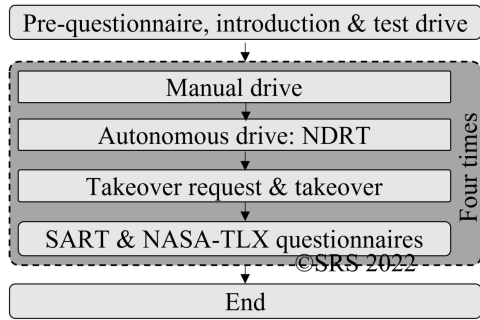 Pre-questionnaire, introduction & test drive
Manual drive
Autonomous drive: NDRT
Takeover request & takeover
SART & NASA-TLX questionnaires
Four times
©SRS 2022
End